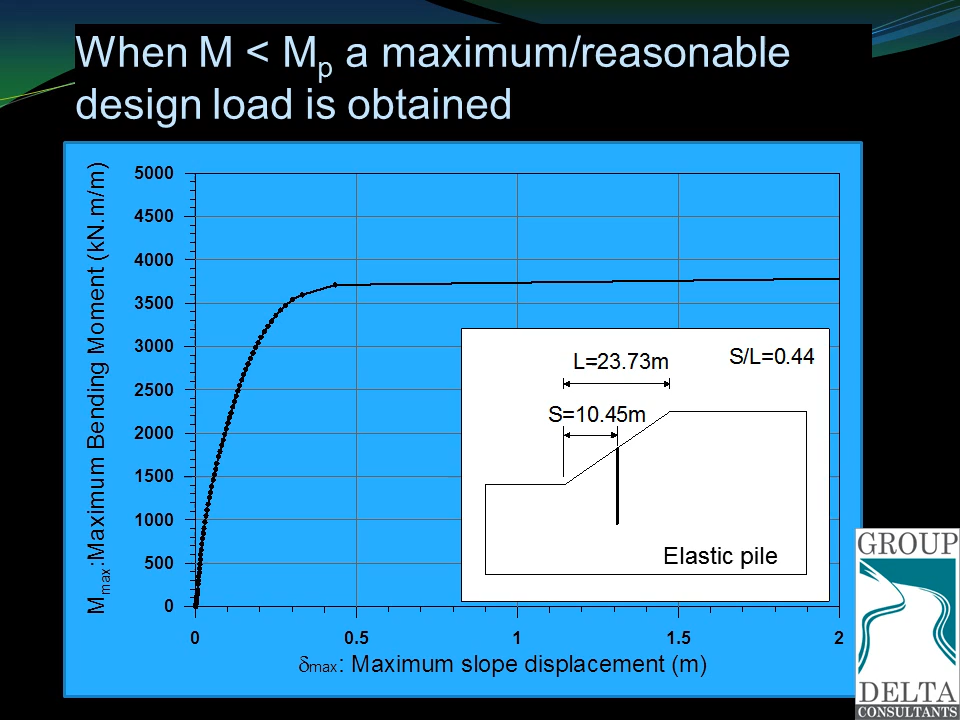 When M < Mp a maximum/reasonable
design load is obtained
Mmax:Maximum Bending Moment (kN.m/m)
5000
4500
4000
3500
3000
2500
2000
1500
1000
500
0
0 0.5 1 1.5 2
δmax: Maximum slope displacement (m)
L=23.73m
S/L=0.44
S=10.45m
Elastic pile
GROUP
DELTA
CONSULTANTS